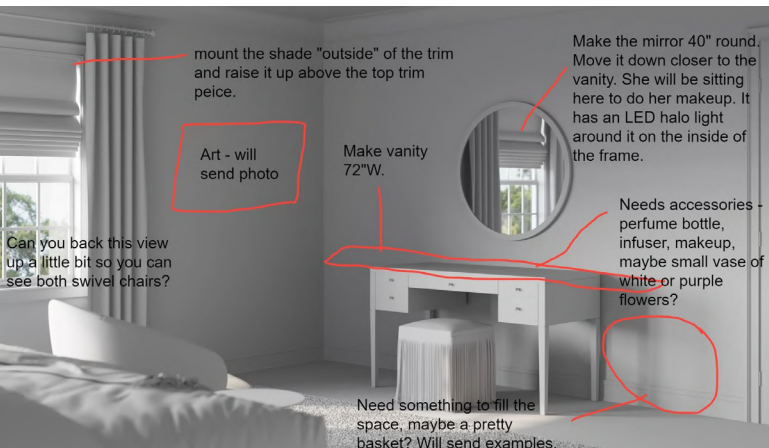 mount the shade "outside" of the trim
and raise it up above the top trim
peice.
Make the mirror 40" round.
Move it down closer to the
vanity. She will be sitting
here to do her makeup. It
has an LED halo light
around it on the inside of
the frame.
Art - will
send photo
Make vanity
72"W.
Needs accessories -
perfume bottle,
infuser, makeup,
maybe small vase of
white or purple
flowers?
Can you back this view
up a little bit so you can
see both swivel chairs?
Need something to fill the
space, maybe a pretty
basket? Will send examples.